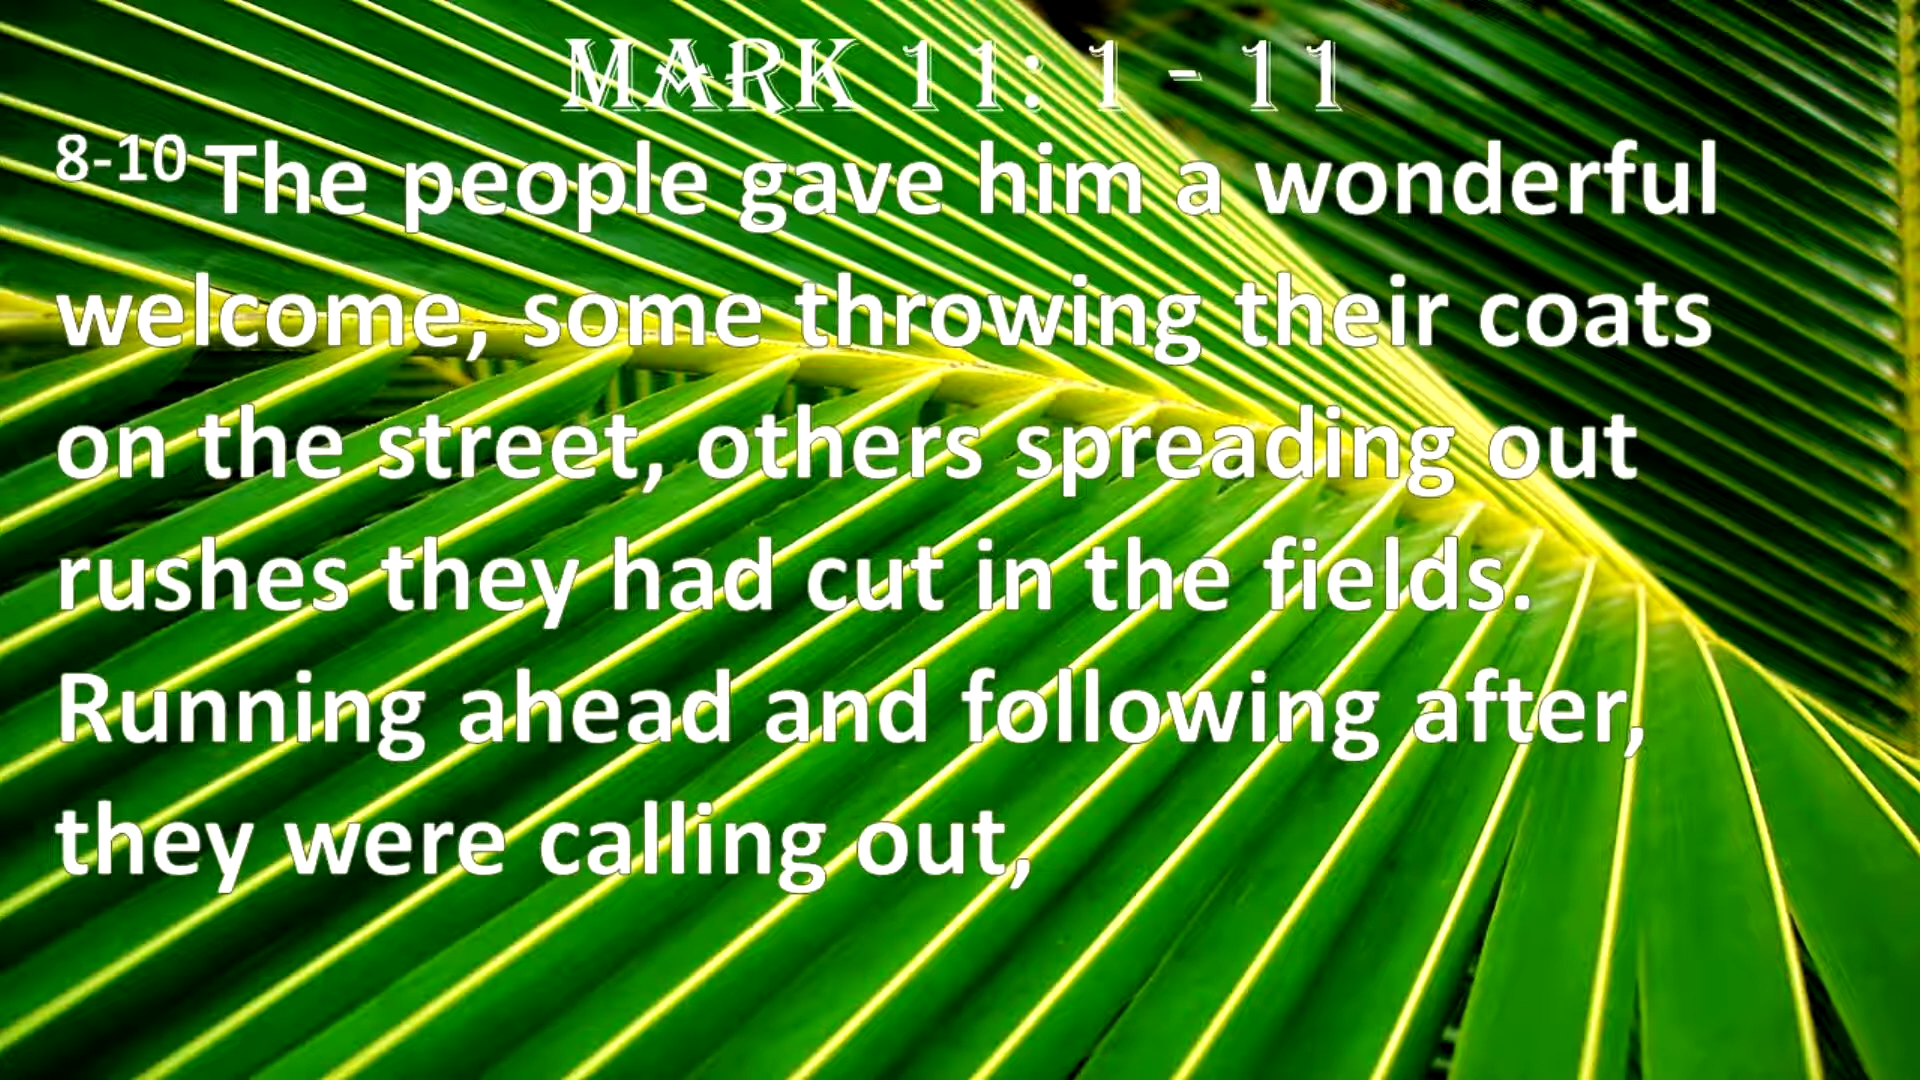 MARK 11: 1 - 11
8-10 The people gave him a wonderful
welcome, some throwing their coats
on the street, others spreading out
rushes they had cut in the fields.
Running ahead and following after,
they were calling out,